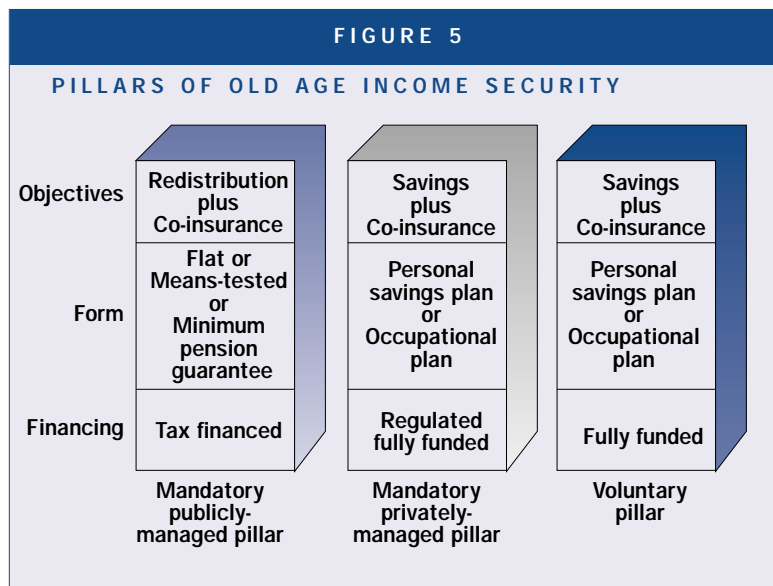 FIGURE 5
PILLARS OF OLD AGE INCOME SECURITY
Objectives
Redistribution
plus
Co-insurance
Savings
plus
Co-insurance
Savings
plus
Co-insurance
Form
Flat or
Means-tested
or
Minimum
pension
guarantee
Personal
savings plan
or
Occupational
plan
Personal
savings plan
or
Occupational
plan
Financing
Tax financed
Regulated
fully funded
Fully funded
Mandatory
publicly-
managed pillar
Mandatory
privately-
managed pillar
Voluntary
pillar